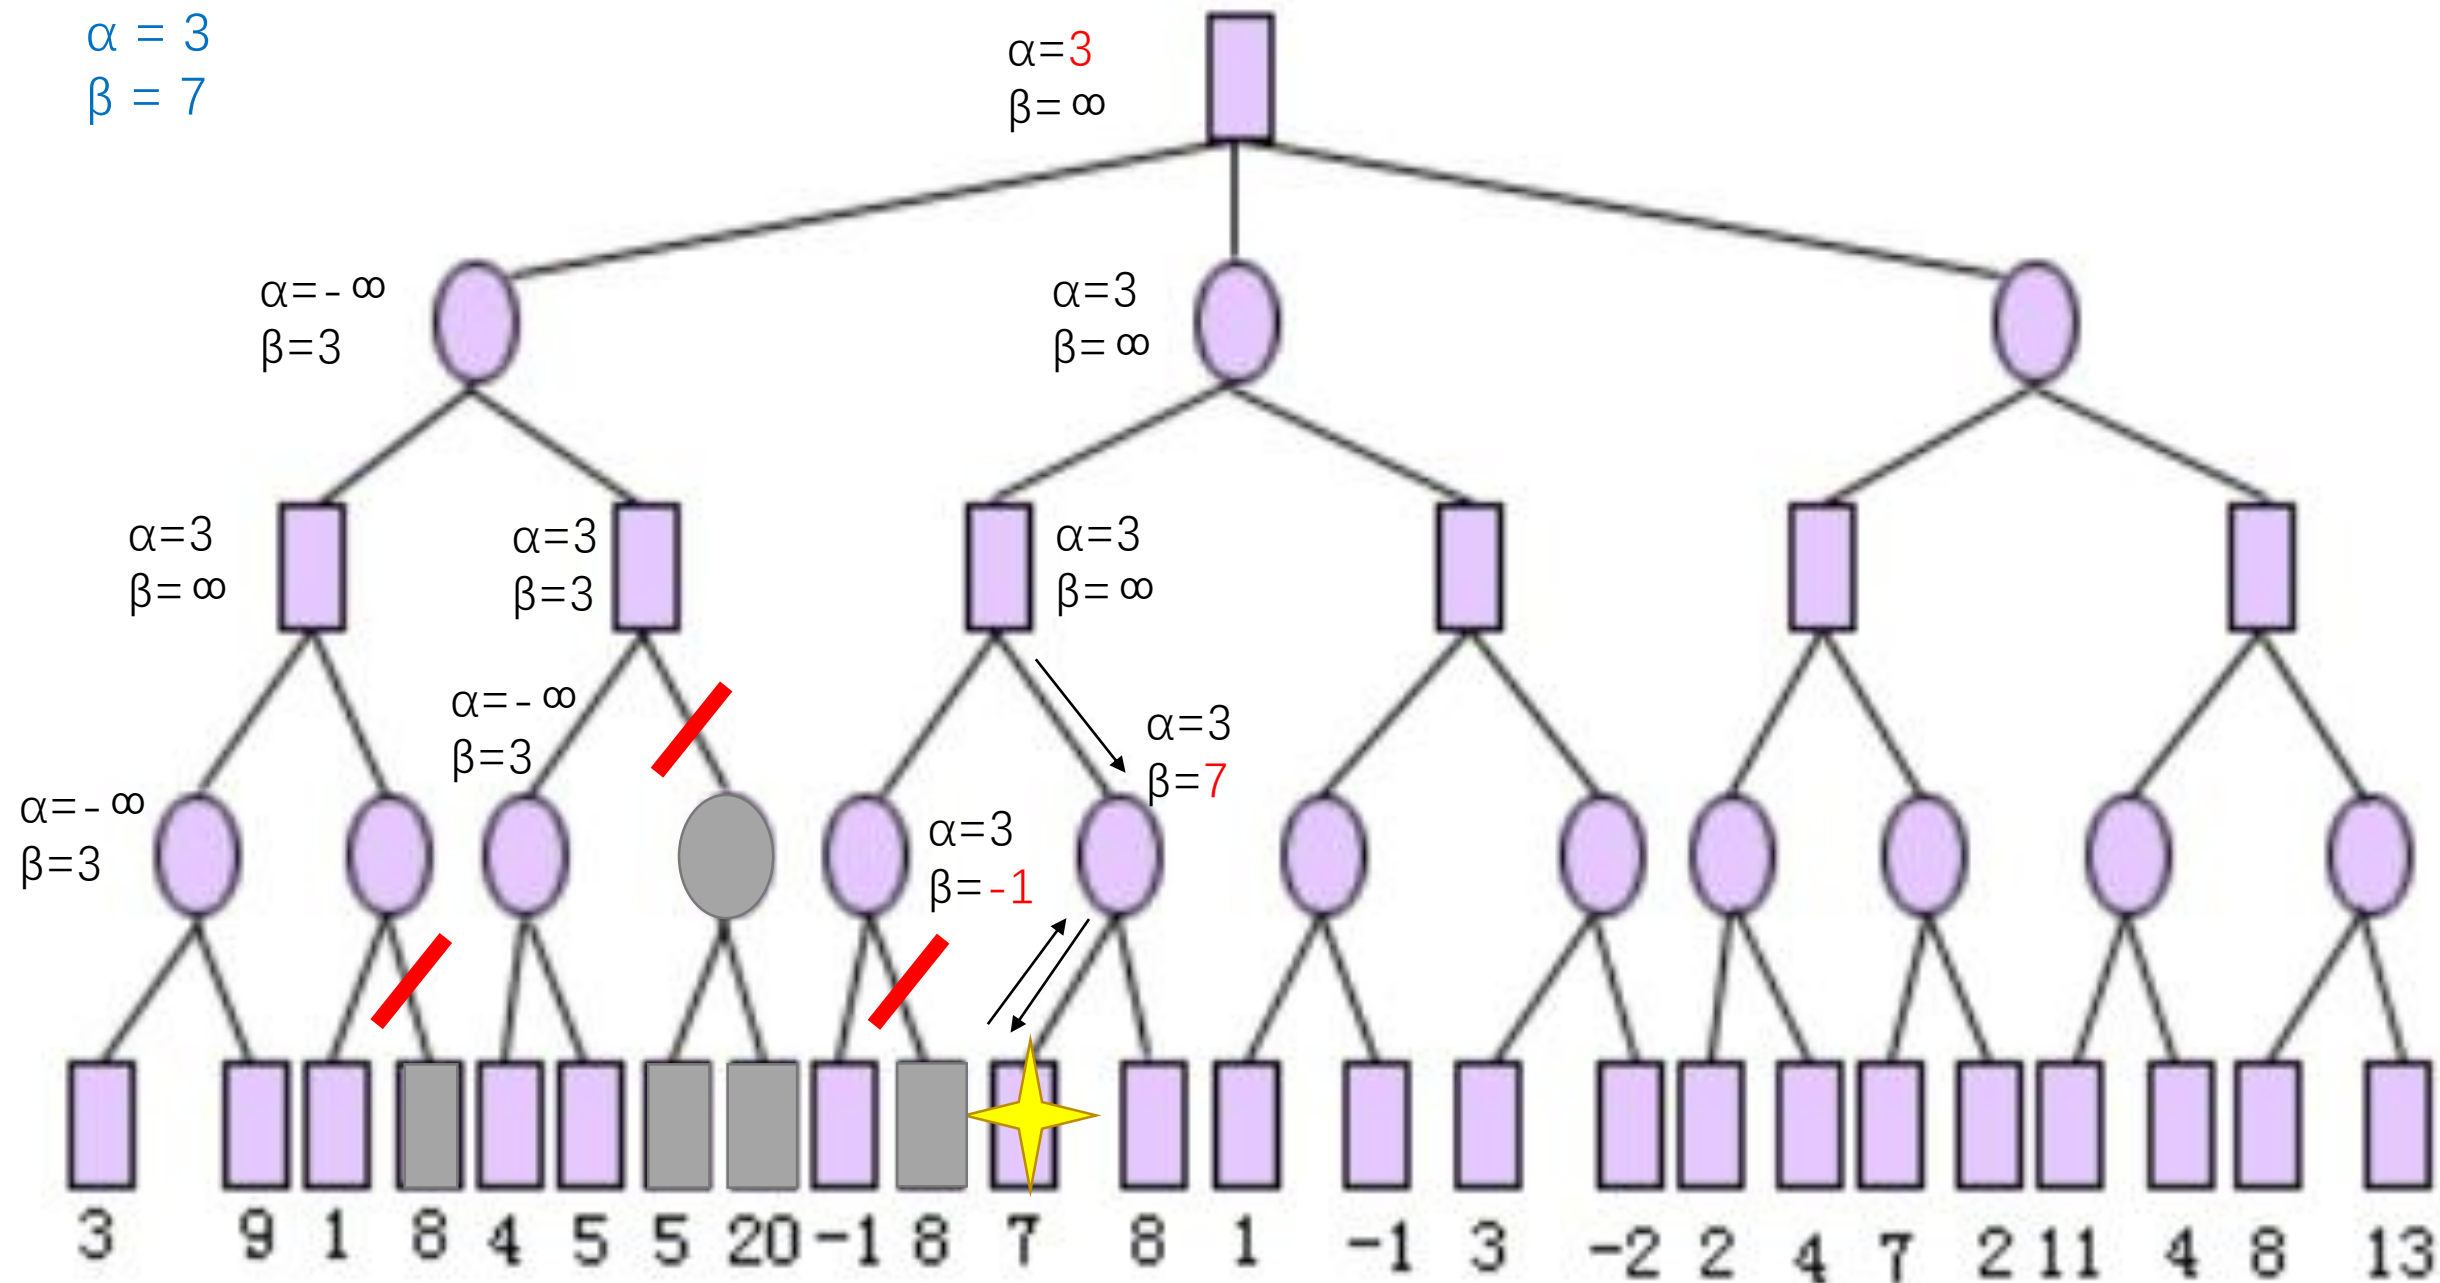 α = 3
β = 7
α=3
β=∞
α=-∞
β=3
α=3
β=∞
α=3
β=∞
α=3
β=3
α=3
β=∞
α=-∞
β=3
α=3
β=7
α=-∞
β=3
α=3
β=-1
3 9 1 8 4 5 5 20 -1 8 7 8 1 -1 3 -2 2 4 7 2 11 4 8 13